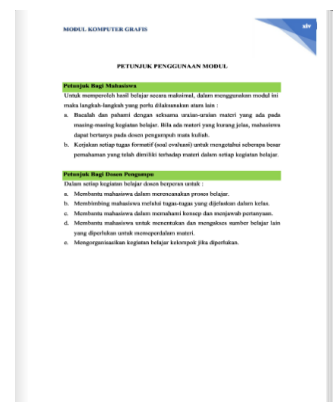 MODUL KOMPUTER GRAFIS
xiv
PETUNJUK PENGGUNAAN MODUL
Petunjuk Bagi Mahasiswa
Untuk memperoleh hasil belajar secara maksimal, dalam menggunakan modul ini
maka langkah-langkah yang perlu dilaksanakan atara lain :
a. Bacalah dan pahami dengan seksama uraian-uraian materi yang ada pada
masing-masing kegiatan belajar. Bila ada materi yang kurang jelas, mahasiswa
dapat bertanya pada dosen pengampuh mata kuliah.
b. Kerjakan setiap tugas formatif (soal evaluasi) untuk mengetahui seberapa besar
pemahaman yang telah dimiliki terhadap materi dalam setiap kegiatan belajar.
Petunjuk Bagi Dosen Pengampu
Dalam setiap kegiatan belajar dosen berperan untuk :
a. Membantu mahasiswa dalam merencanakan proses belajar.
b. Membimbing mahasiswa melalui tugas-tugas yang dijelaskan dalam kelas.
c. Membantu mahasiswa dalam memahami konsep dan menjawab pertanyaan.
d. Membantu mahasiswa untuk menentukan dan mengakses sumber belajar lain
yang diperlukan untuk memperdalam materi.
e. Mengorganisasikan kegiatan belajar kelompok jika diperlukan.